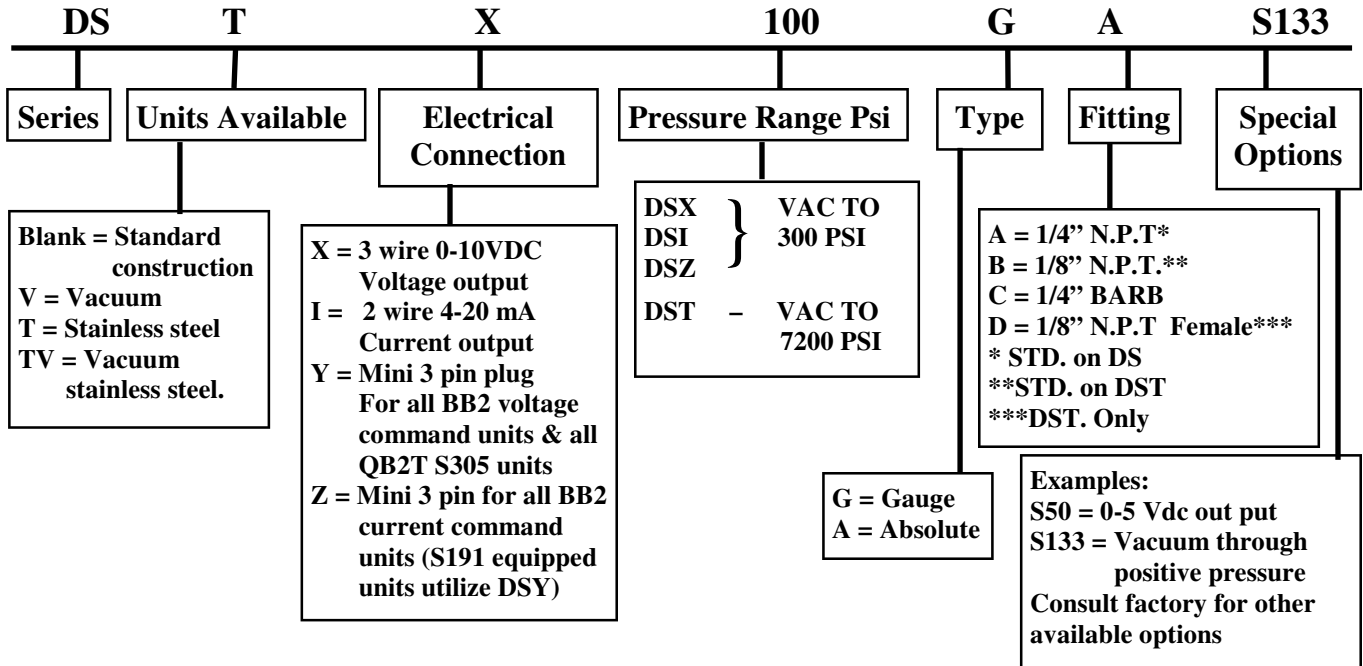 DS T X 100 G A S133
Series
Units Available
Electrical
Connection
Pressure Range Psi
Type
Fitting
Special
Options
Blank = Standard
construction
V = Vacuum
T = Stainless steel
TV = Vacuum
stainless steel.
X = 3 wire 0-10VDC
Voltage output
I = 2 wire 4-20 mA
Current output
Y = Mini 3 pin plug
For all BB2 voltage
command units & all
QB2T S305 units
Z = Mini 3 pin for all BB2
current command
units (S191 equipped
units utilize DSY)
DSX } VAC TO
DSI 300 PSI
DSZ
DST – VAC TO
7200 PSI
G = Gauge
A = Absolute
A = 1/4” N.P.T*
B = 1/8” N.P.T.**
C = 1/4” BARB
D = 1/8” N.P.T Female***
* STD. on DS
**STD. on DST
***DST. Only
Examples:
S50 = 0-5 Vdc out put
S133 = Vacuum through
positive pressure
Consult factory for other
available options